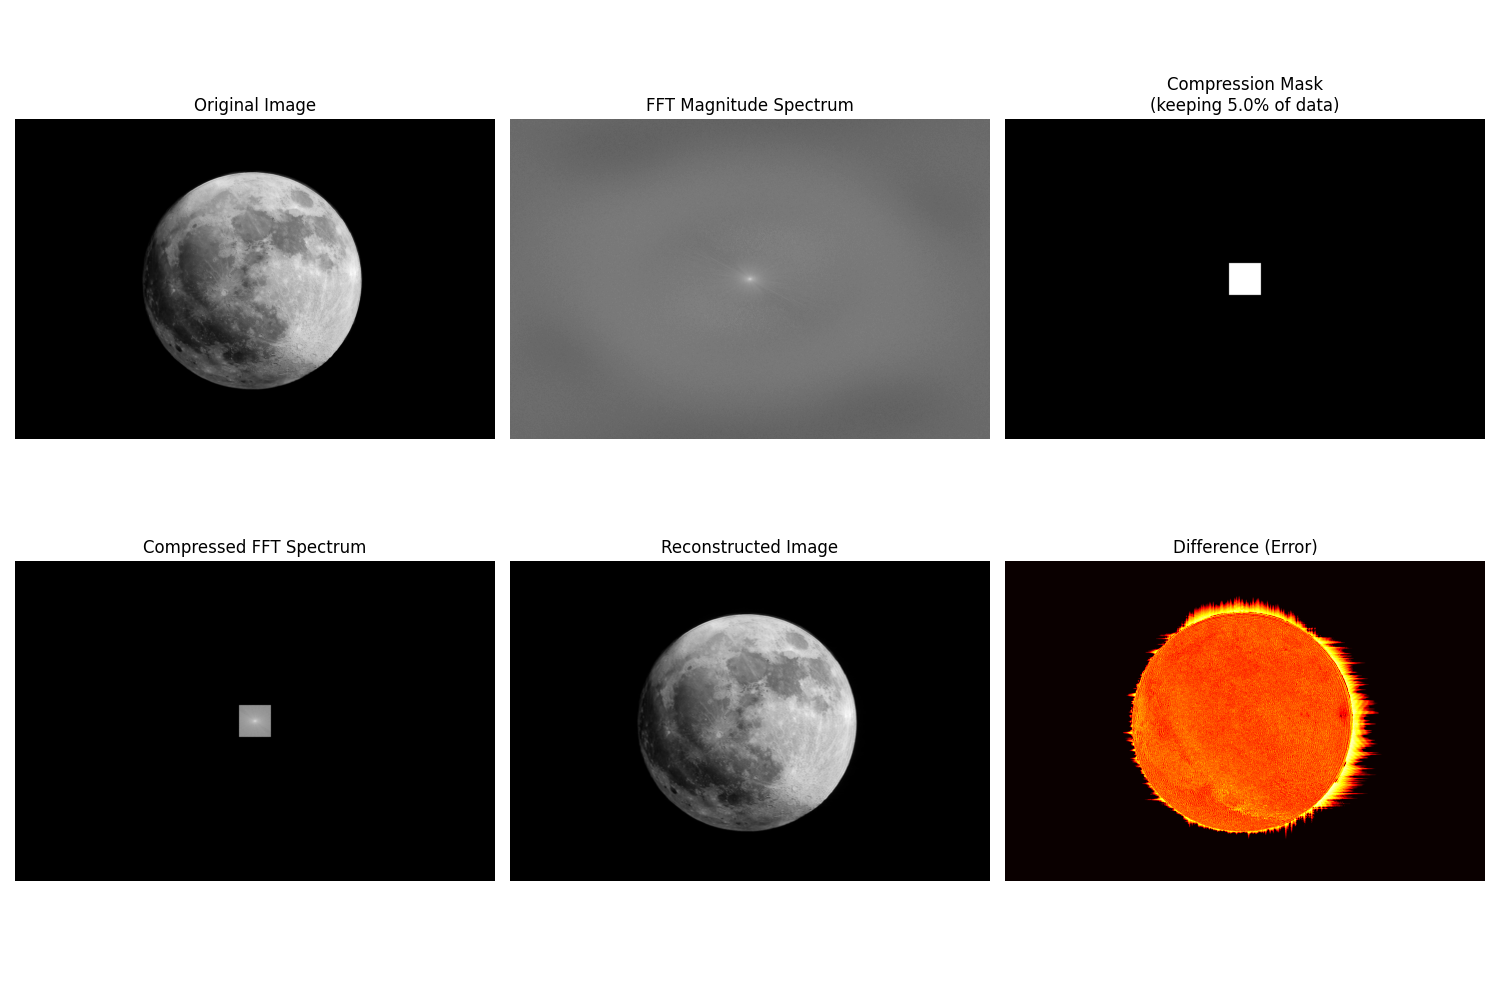 Original Image
FFT Magnitude Spectrum
Compression Mask
(keeping 5.0% of data)
Compressed FFT Spectrum
Reconstructed Image
Difference (Error)